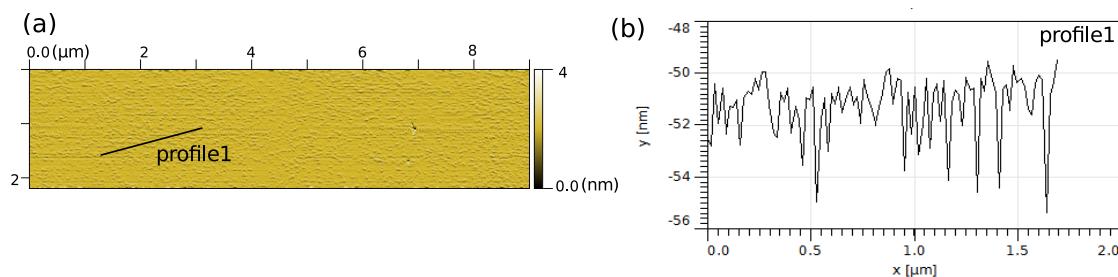 (a)
0.0 (μm) 2 4 6 8
2
profile1
4
0.0 (nm)
(b)
profile1
y [nm]
-48
-50
-52
-54
-56
0.0 0.5 1.0 1.5 2.0
x [μm]